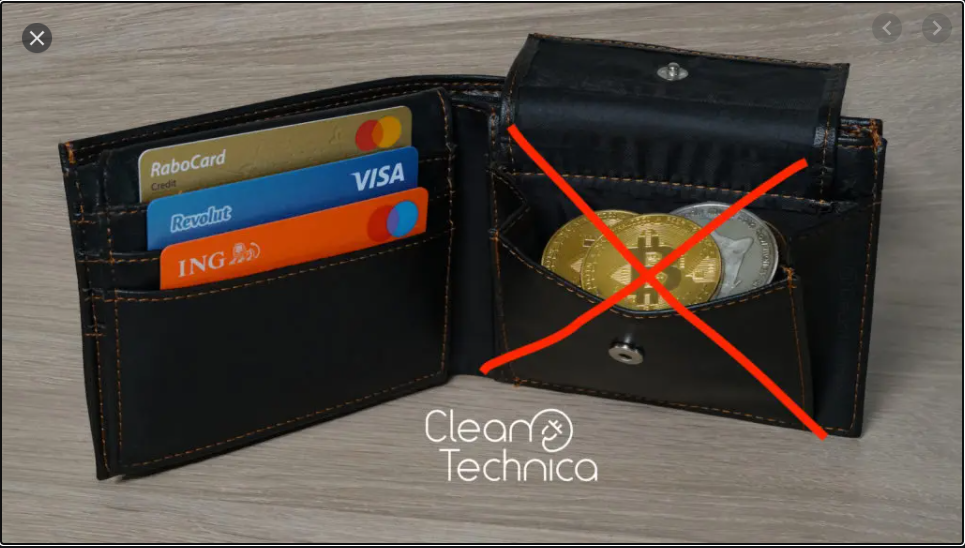 RaboCard
Credit
VISA
Revolut
ING
Clean
Technica